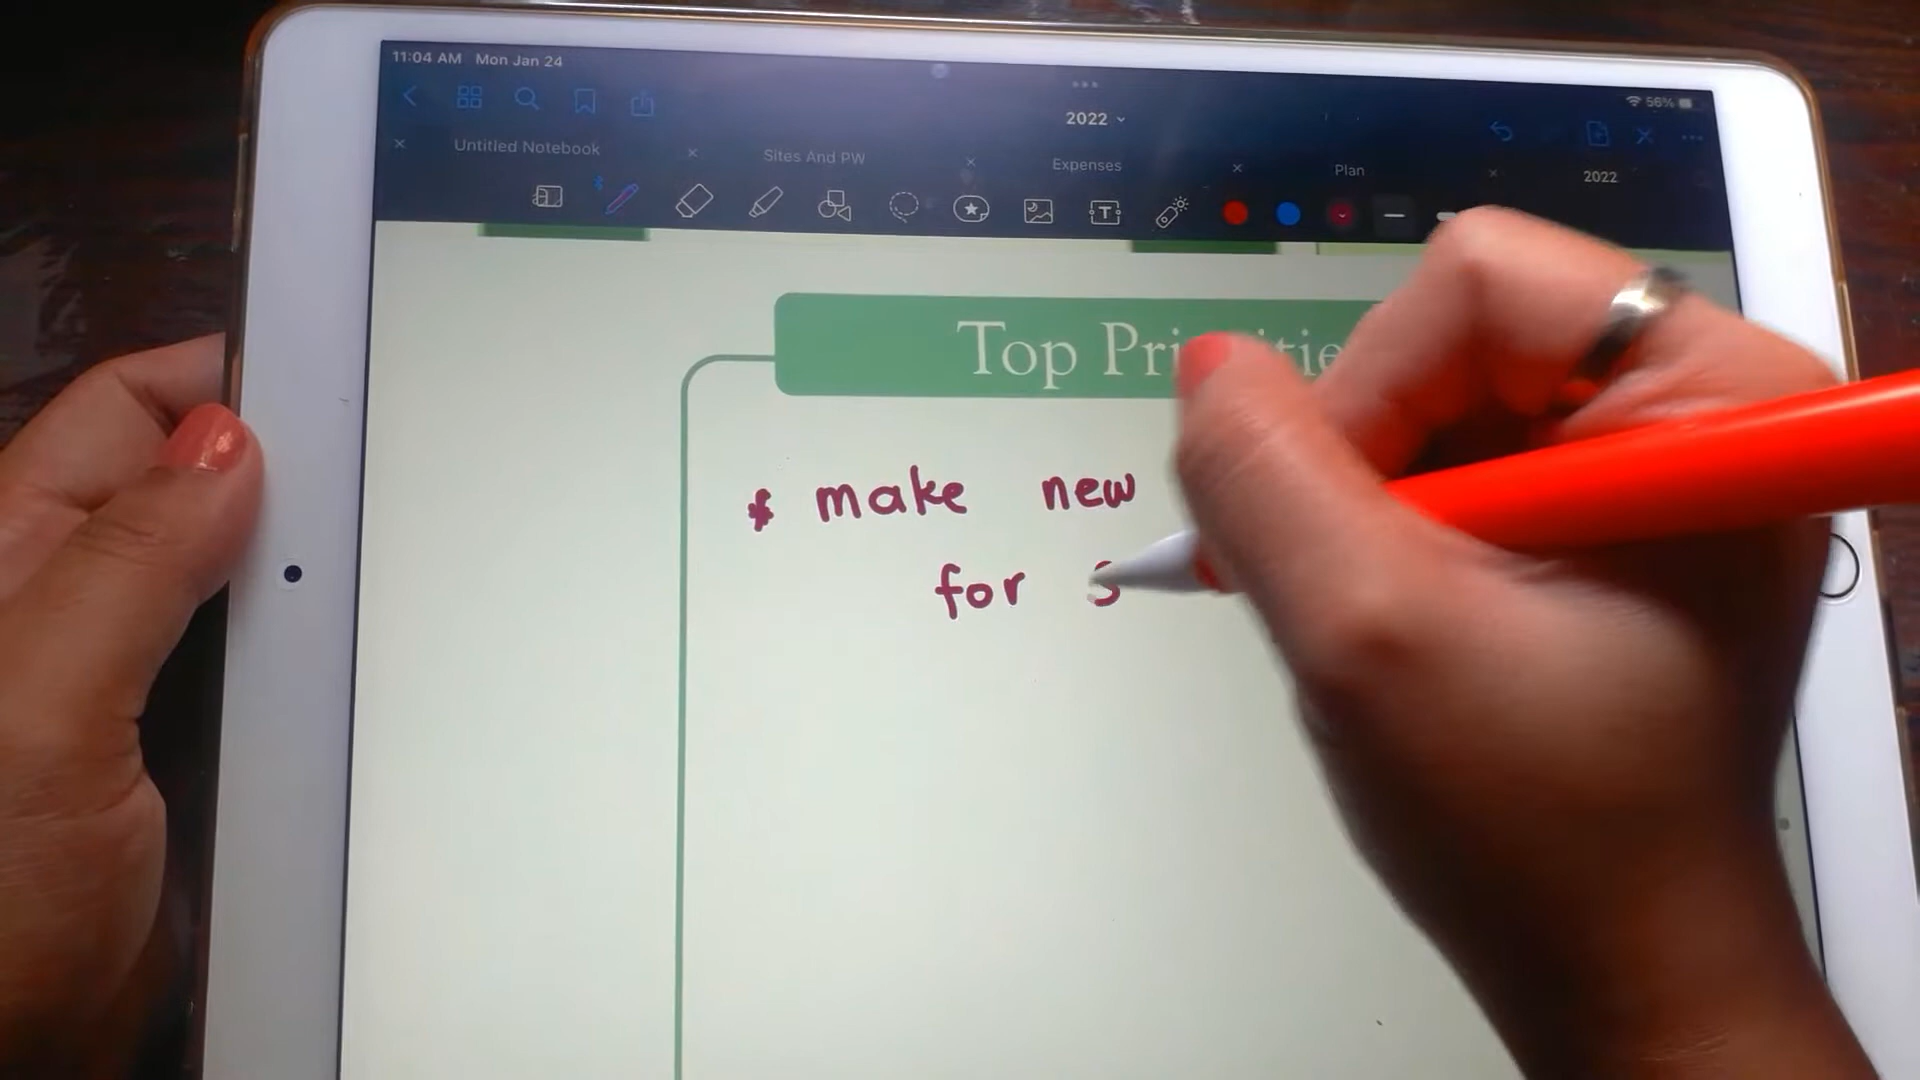 11:04 AM Mon Jan 24
56%
2022
Untitled Notebook
Sites And PW
Expenses
Plan
2022
T
Top
* make new
for s